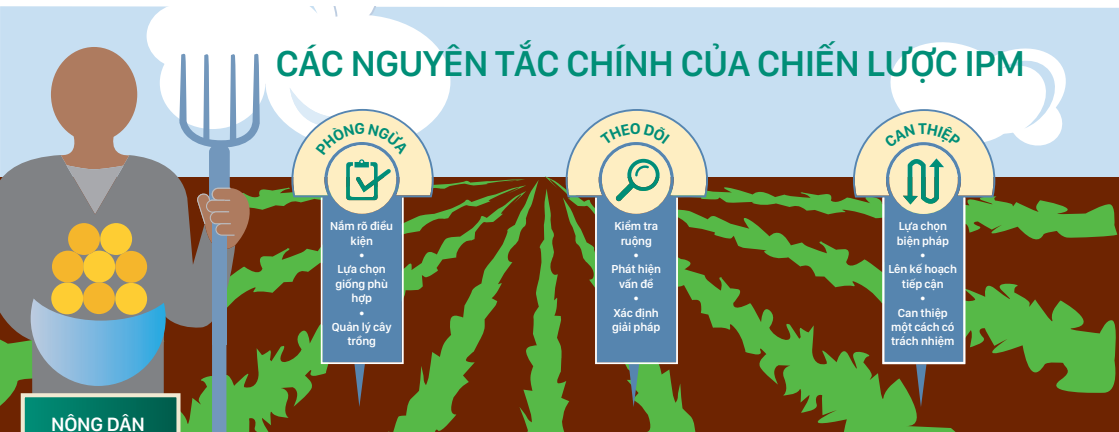 CÁC NGUYÊN TẮC CHÍNH CỦA CHIẾN LƯỢC IPM
PHÒNG NGỪA
Nắm rõ điều
kiện
•
Lựa chọn
giống phù
hợp
•
Quản lý cây
trồng
THEO DÕI
Kiểm tra
ruộng
•
Phát hiện
vấn đề
•
Xác định
giải pháp
CAN THIỆP
Lựa chọn
biện pháp
•
Lên kế hoạch
tiếp cận
•
Can thiệp
một cách có
trách nhiệm
NÔNG DÂN